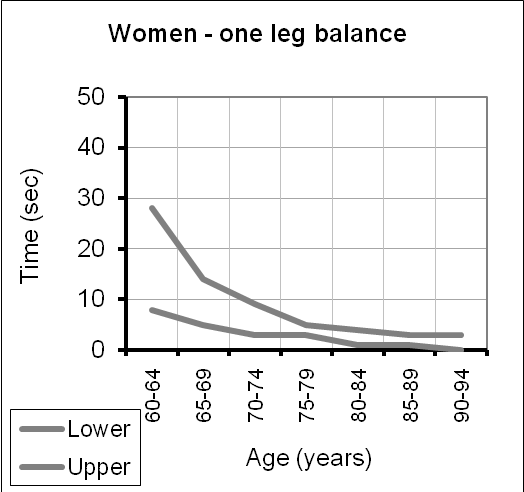 Women - one leg balance
50
40
30
20
10
0
Time (sec)
60-64
65-69
70-74
75-79
80-84
85-89
90-94
Age (years)
Lower
Upper